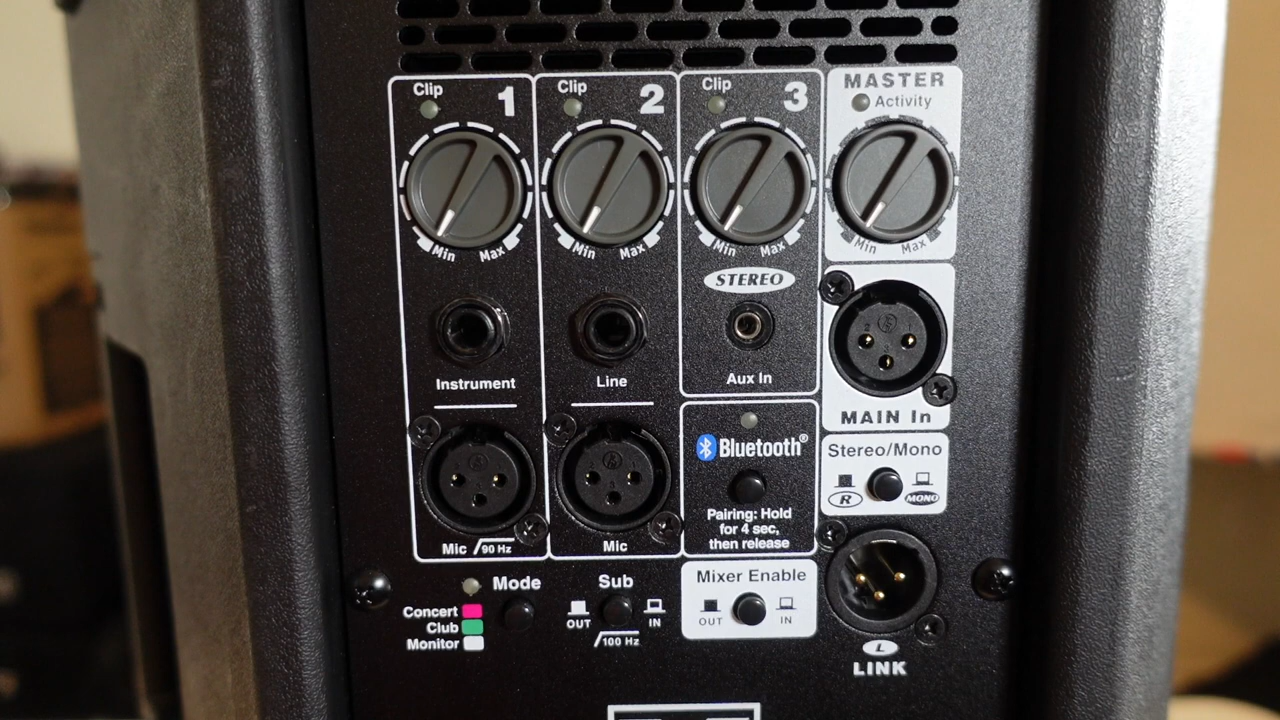 Clip 1
Min Max
Instrument
Mic 90 Hz
Clip 2
Min Max
Line
Mic
Clip 3
Min Max
STEREO
Aux In
Bluetooth®
Pairing: Hold
for 4 sec,
then release
MASTER
Activity
Min Max
MAIN In
Stereo/Mono
R MONO
Mode
Concert
Club
Monitor
Sub
OUT IN
100 Hz
Mixer Enable
OUT IN
L
LINK